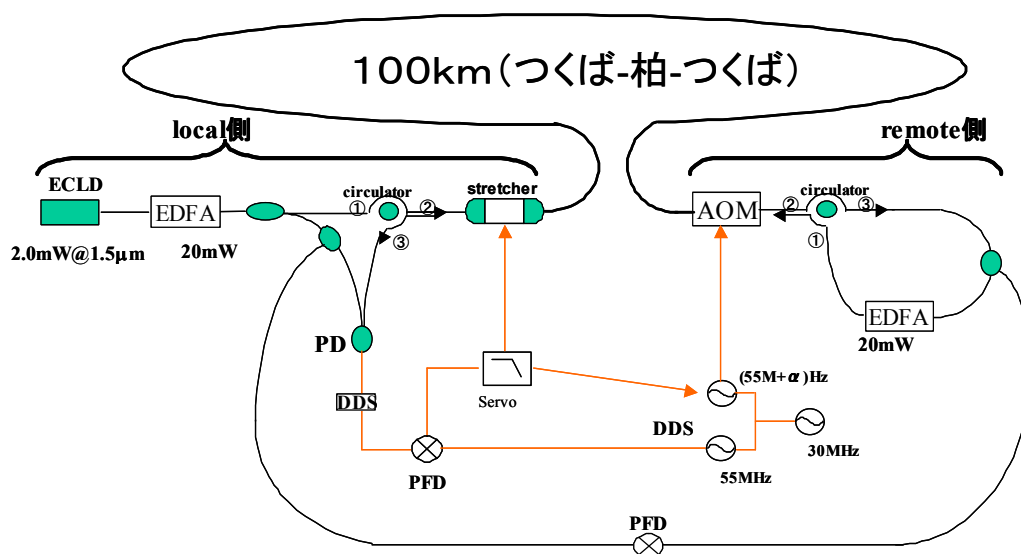 100km(つくば-柏-つくば)
local側
remote側
ECLD
circulator
stretcher
circulator
①
②
②
③
EDFA
AOM
③
①
2.0mW@1.5μm
20mW
EDFA
PD
20mW
(55M+α)Hz
DDS
Servo
DDS
30MHz
PFD
55MHz
PFD